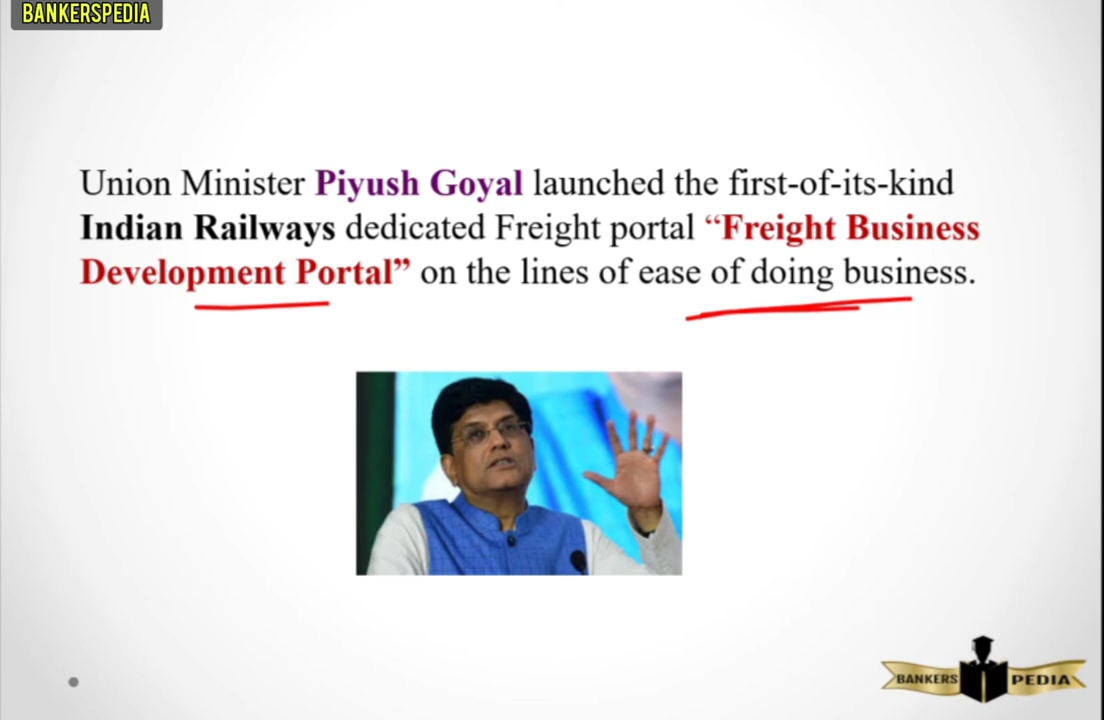 BANKERSPEDIA
Union Minister Piyush Goyal launched the first-of-its-kind
Indian Railways dedicated Freight portal “Freight Business
Development Portal” on the lines of ease of doing business.
BANKERS PEDIA